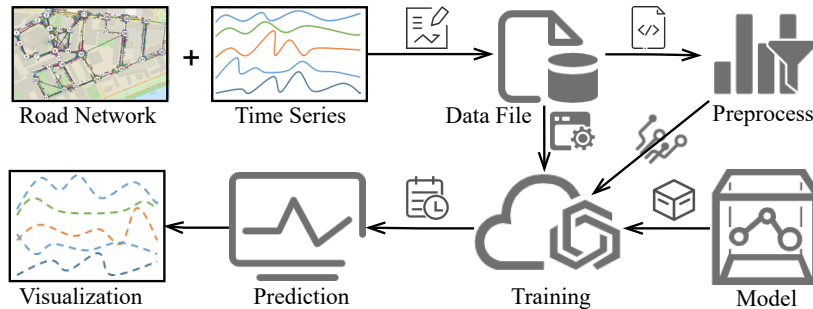 Road Network
+
Time Series
Data File
</>
Preprocess
Visualization
Prediction
Training
Model